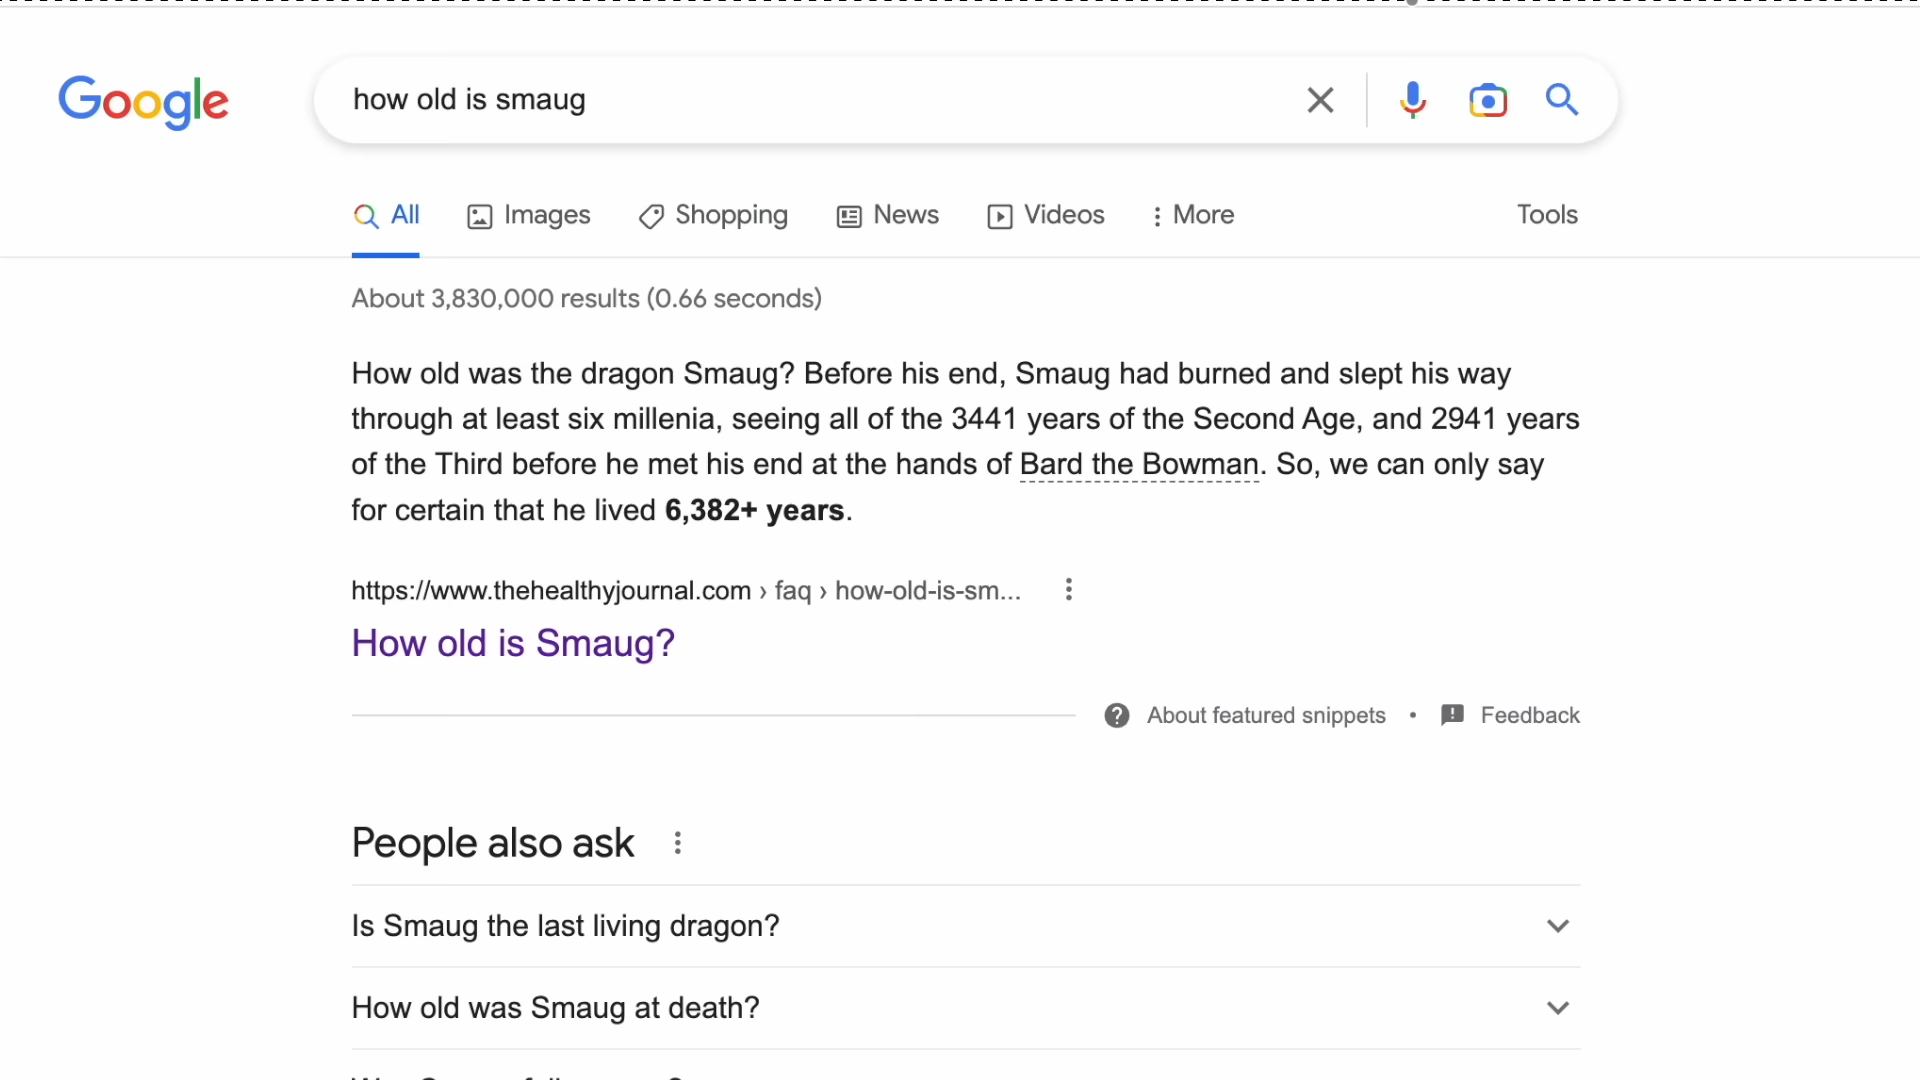 Google
how old is smaug
All
Images
Shopping
News
Videos
More
Tools
About 3,830,000 results (0.66 seconds)
How old was the dragon Smaug? Before his end, Smaug had burned and slept his way
through at least six millenia, seeing all of the 3441 years of the Second Age, and 2941 years
of the Third before he met his end at the hands of Bard the Bowman. So, we can only say
for certain that he lived 6,382+ years.
https://www.thehealthyjournal.com › faq › how-old-is-sm...
How old is Smaug?
About featured snippets • Feedback
People also ask
Is Smaug the last living dragon?
How old was Smaug at death?